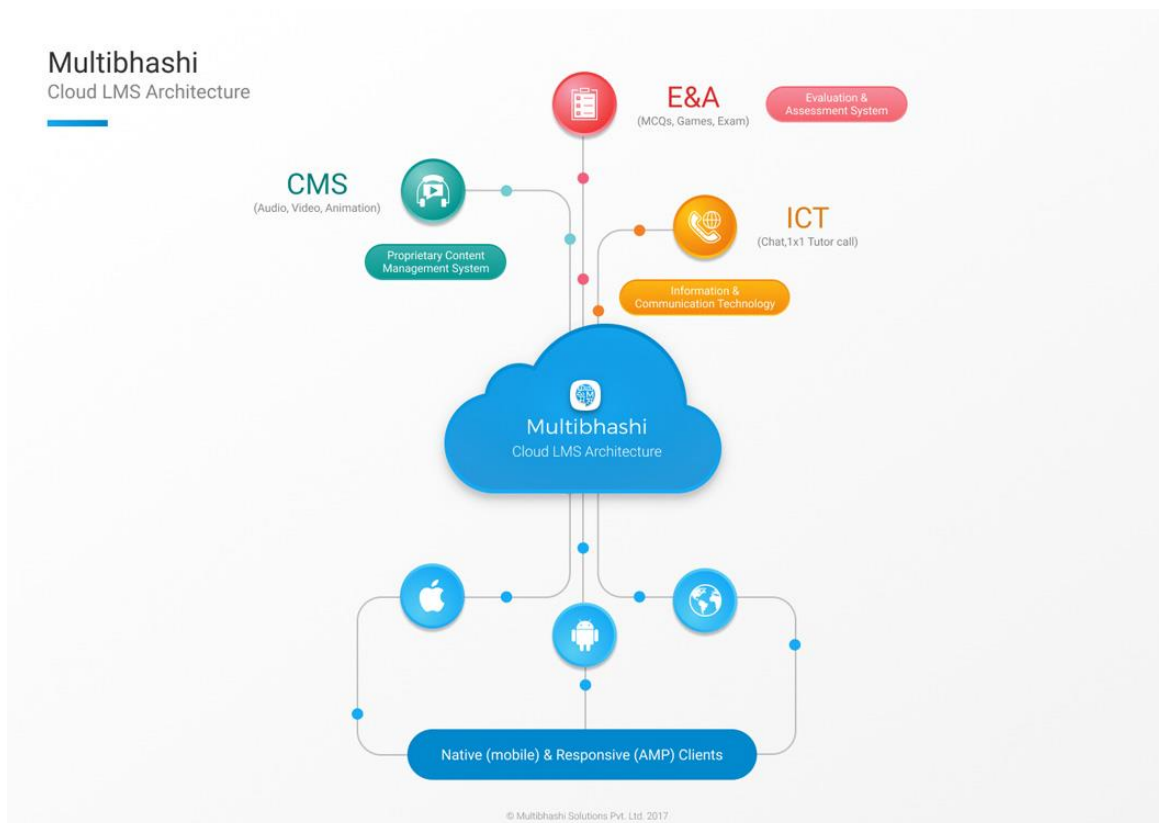 Multibhashi
Cloud LMS Architecture
E&A
(MCQs, Games, Exam)
Evaluation &
Assessment System
CMS
(Audio, Video, Animation)
Proprietary Content
Management System
ICT
(Chat,1x1 Tutor call)
Information &
Communication Technology
Multibhashi
Cloud LMS Architecture
Native (mobile) & Responsive (AMP) Clients
© Multibhashi Solutions Pvt. Ltd. 2017